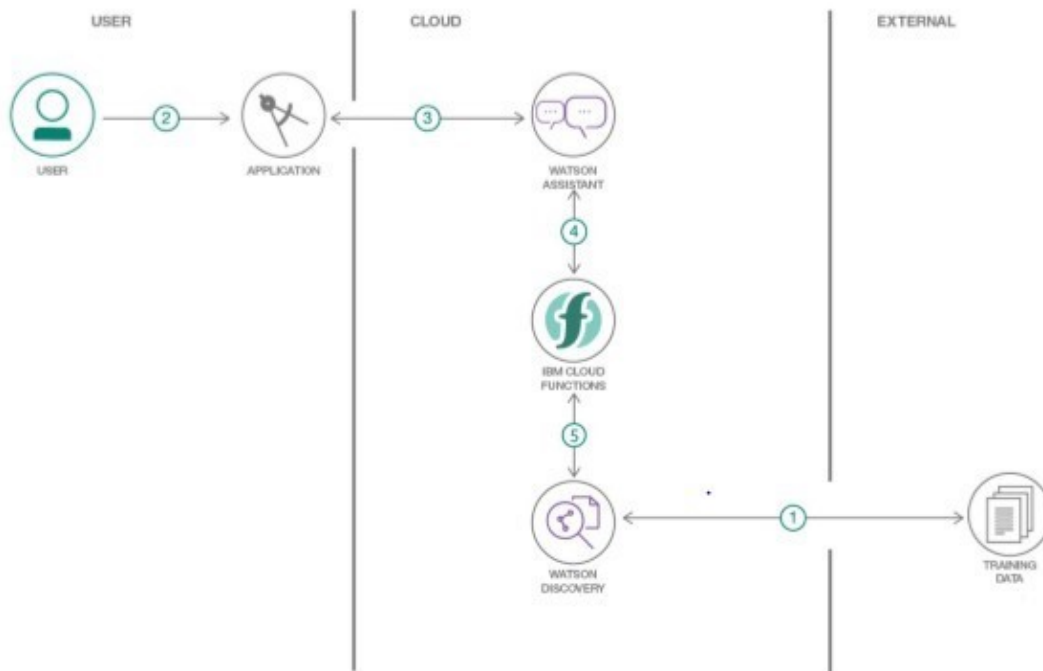 USER
CLOUD
EXTERNAL
2
3
USER
APPLICATION
WATSON
ASSISTANT
4
IBM CLOUD
FUNCTIONS
5
1
WATSON
DISCOVERY
TRAINING
DATA